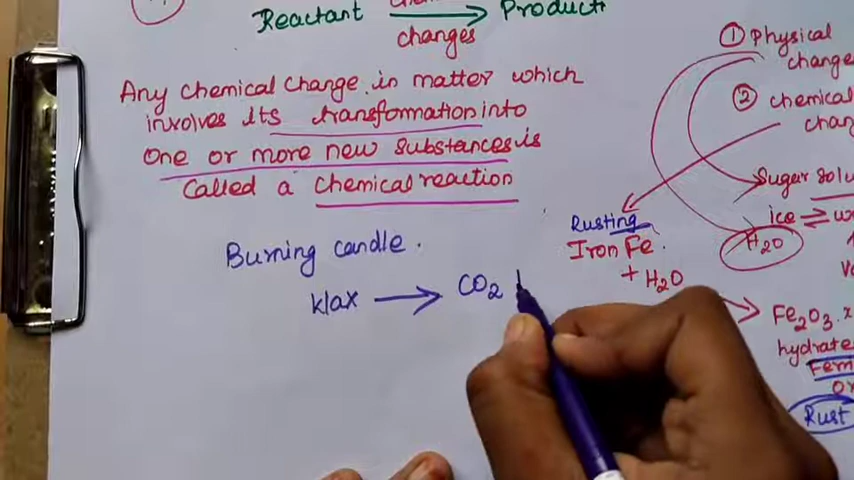 Reactant → Product
changes
Any chemical change in matter which
involves its transformation into
One or more new substances is
Called a chemical reaction
Burning candle.
Wax → CO2
① Physical
changes
② chemical
Sugar
ice ⇌
H2O
Rusting
Iron Fe.
+ H2O
Fe2O3.x
hydrate
Rust